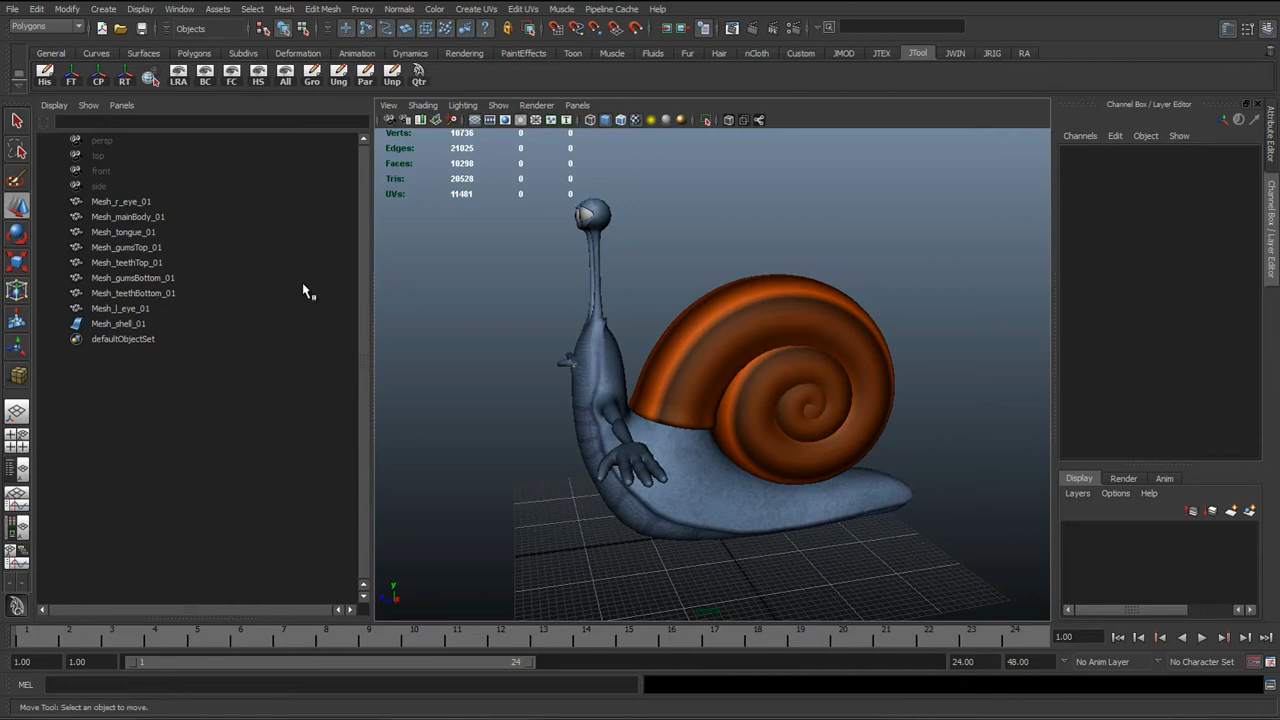 File Edit Modify Create Display Window Assets Select Mesh Edit Mesh Proxy Normals Color Create UVs Edit UVs Muscle Pipeline Cache Help
Polygons Objects
General Curves Surfaces Polygons Subdivs Deformation Animation Dynamics Rendering PaintEffects Toon Muscle Fluids Fur Hair nCloth Custom JMOD JTEX JTool JWIN JRIG RA
His FT CP RT LRA BC FC HS All Gro Ung Par Unp Qtr
Display Show Panels
View Shading Lighting Show Renderer Panels
Channel Box / Layer Editor
Channels Edit Object Show
Attribute Editor
Channel Box / Layer Editor
persp
top
front
side
Mesh_r_eye_01
Mesh_mainBody_01
Mesh_tongue_01
Mesh_gumsTop_01
Mesh_teethTop_01
Mesh_gumsBottom_01
Mesh_teethBottom_01
Mesh_l_eye_01
Mesh_shell_01
defaultObjectSet
Verts: 10736 0 0
Edges: 21025 0 0
Faces: 10298 0 0
Tris: 20528 0 0
UVs: 11481 0 0
y
Display Render Anim
Layers Options Help
1 2 3 4 5 6 7 8 9 10 11 12 13 14 15 16 17 18 19 20 21 22 23 24 1.00
1.00 1.00 1 24 24.00 48.00 No Anim Layer No Character Set
MEL
Move Tool: Select an object to move.